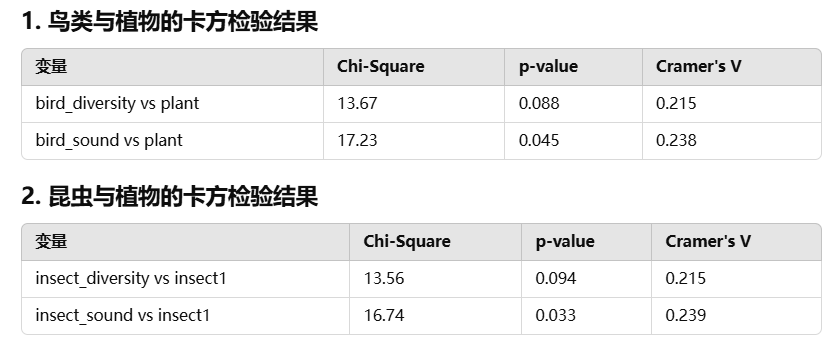 1. 鸟类与植物的卡方检验结果
变量 Chi-Square p-value Cramer's V
bird_diversity vs plant 13.67 0.088 0.215
bird_sound vs plant 17.23 0.045 0.238
2. 昆虫与植物的卡方检验结果
变量 Chi-Square p-value Cramer's V
insect_diversity vs insect1 13.56 0.094 0.215
insect_sound vs insect1 16.74 0.033 0.239